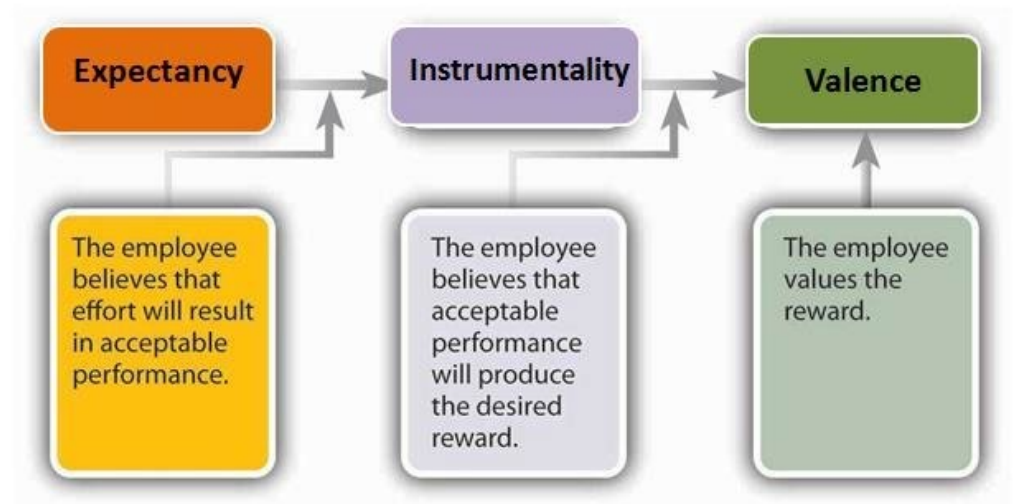 Expectancy
Instrumentality
Valence
The employee
believes that
effort will result
in acceptable
performance.
The employee
believes that
acceptable
performance
will produce
the desired
reward.
The employee
values the
reward.